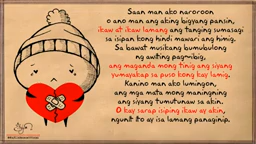 Saan man ako naroroon
o ano man ang aking bigyang pansin,
ikaw at ikaw lamang ang tanging sumasagi
sa isipan kong hindi mawari ang himig.
Sa bawat musikang bumubulong
ng awiting pag-ibig,
ang maganda mong tinig ang siyang
yumayakap sa puso kong kay lamig.
Kanino man ako lumingon,
ang mga mata mong maningning
ang siyang tumutunaw sa akin.
O kay sarap isiping ikaw ay akin,
ngunit ito ay isa lamang panaginip.